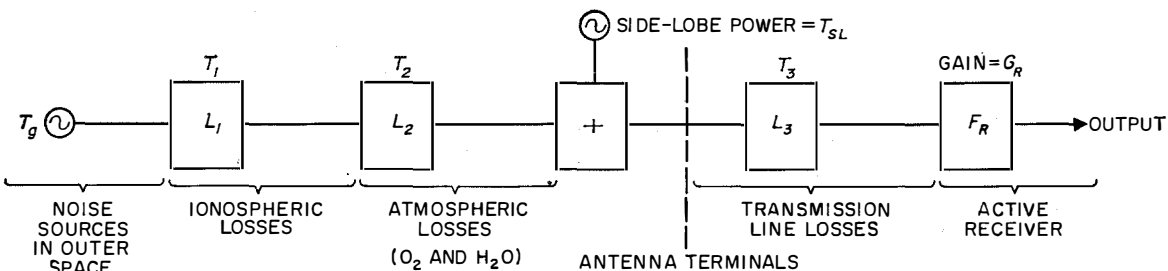 SIDE-LOBE POWER = T_SL
T_1
T_2
T_3
GAIN = G_R
T_g
L_1
L_2
+
L_3
F_R
OUTPUT
NOISE
SOURCES
IN OUTER
SPACE
IONOSPHERIC
LOSSES
ATMOSPHERIC
LOSSES
(O_2 AND H_2O)
ANTENNA TERMINALS
TRANSMISSION
LINE LOSSES
ACTIVE
RECEIVER